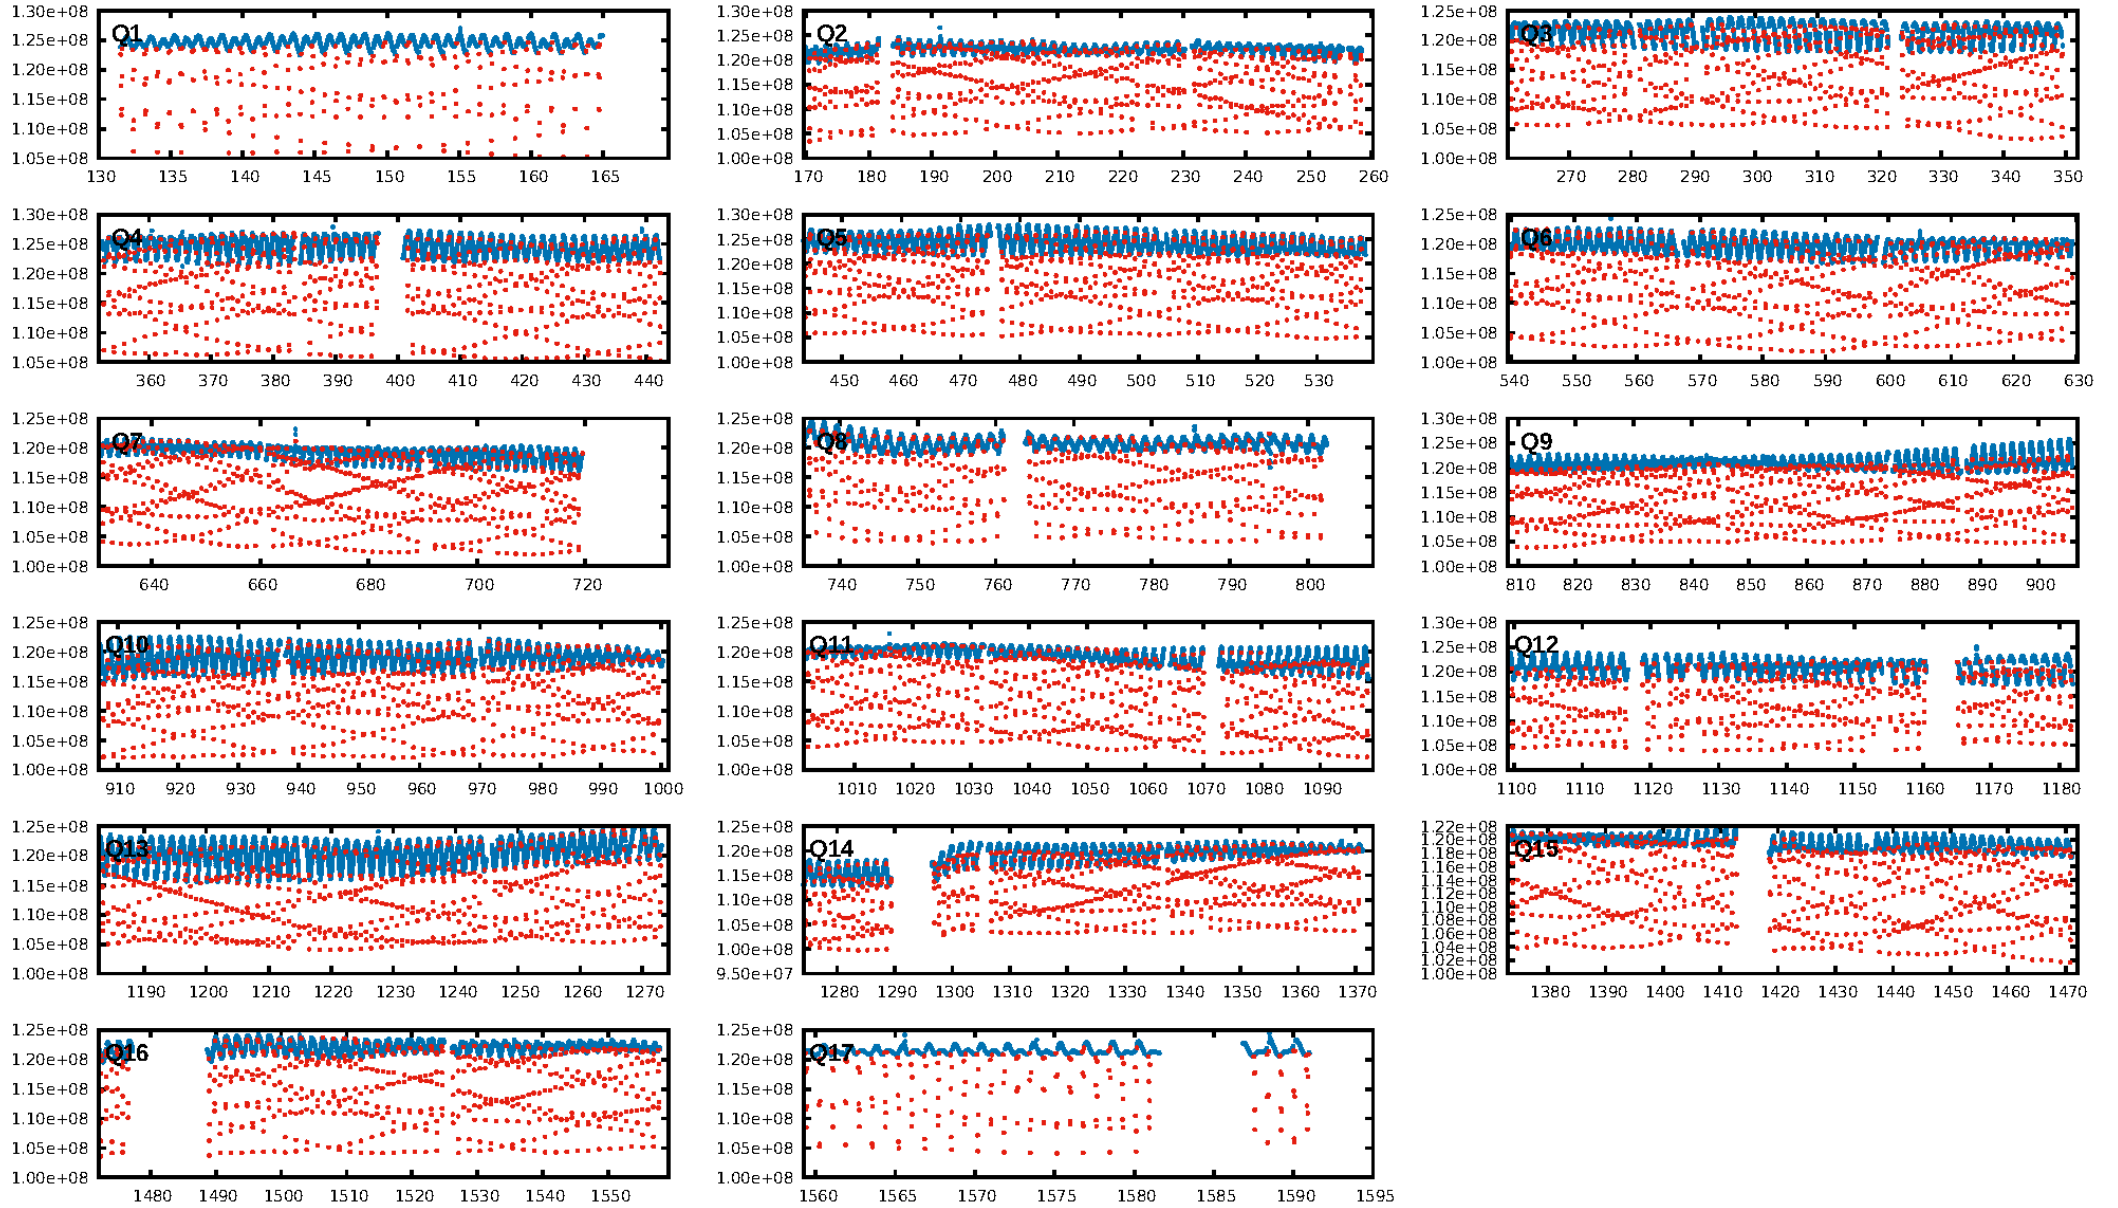 1.30e+08 1.25e+08 1.20e+08 1.15e+08 1.10e+08 1.05e+08
Q1
130 135 140 145 150 155 160 165
1.30e+08 1.25e+08 1.20e+08 1.15e+08 1.10e+08 1.05e+08 1.00e+08
Q2
170 180 190 200 210 220 230 240 250 260
1.25e+08 1.20e+08 1.15e+08 1.10e+08 1.05e+08 1.00e+08
Q3
270 280 290 300 310 320 330 340 350
1.30e+08 1.25e+08 1.20e+08 1.15e+08 1.10e+08 1.05e+08
Q4
360 370 380 390 400 410 420 430 440
1.30e+08 1.25e+08 1.20e+08 1.15e+08 1.10e+08 1.05e+08 1.00e+08
Q5
450 460 470 480 490 500 510 520 530
1.25e+08 1.20e+08 1.15e+08 1.10e+08 1.05e+08 1.00e+08
Q6
540 550 560 570 580 590 600 610 620 630
1.25e+08 1.20e+08 1.15e+08 1.10e+08 1.05e+08 1.00e+08
Q7
640 660 680 700 720
1.25e+08 1.20e+08 1.15e+08 1.10e+08 1.05e+08 1.00e+08
Q8
740 750 760 770 780 790 800
1.30e+08 1.25e+08 1.20e+08 1.15e+08 1.10e+08 1.05e+08 1.00e+08
Q9
810 820 830 840 850 860 870 880 890 900
1.25e+08 1.20e+08 1.15e+08 1.10e+08 1.05e+08 1.00e+08
Q10
910 920 930 940 950 960 970 980 990 1000
1.25e+08 1.20e+08 1.15e+08 1.10e+08 1.05e+08 1.00e+08
Q11
1010 1020 1030 1040 1050 1060 1070 1080 1090
1.30e+08 1.25e+08 1.20e+08 1.15e+08 1.10e+08 1.05e+08 1.00e+08
Q12
1100 1110 1120 1130 1140 1150 1160 1170 1180
1.25e+08 1.20e+08 1.15e+08 1.10e+08 1.05e+08 1.00e+08
Q13
1190 1200 1210 1220 1230 1240 1250 1260 1270
1.25e+08 1.20e+08 1.15e+08 1.10e+08 1.05e+08 1.00e+08 9.50e+07
Q14
1280 1290 1300 1310 1320 1330 1340 1350 1360 1370
1.22e+08 1.20e+08 1.18e+08 1.16e+08 1.14e+08 1.12e+08 1.10e+08 1.08e+08 1.06e+08 1.04e+08 1.02e+08 1.00e+08
Q15
1380 1390 1400 1410 1420 1430 1440 1450 1460 1470
1.25e+08 1.20e+08 1.15e+08 1.10e+08 1.05e+08 1.00e+08
Q16
1480 1490 1500 1510 1520 1530 1540 1550
1.25e+08 1.20e+08 1.15e+08 1.10e+08 1.05e+08 1.00e+08
Q17
1560 1565 1570 1575 1580 1585 1590 1595